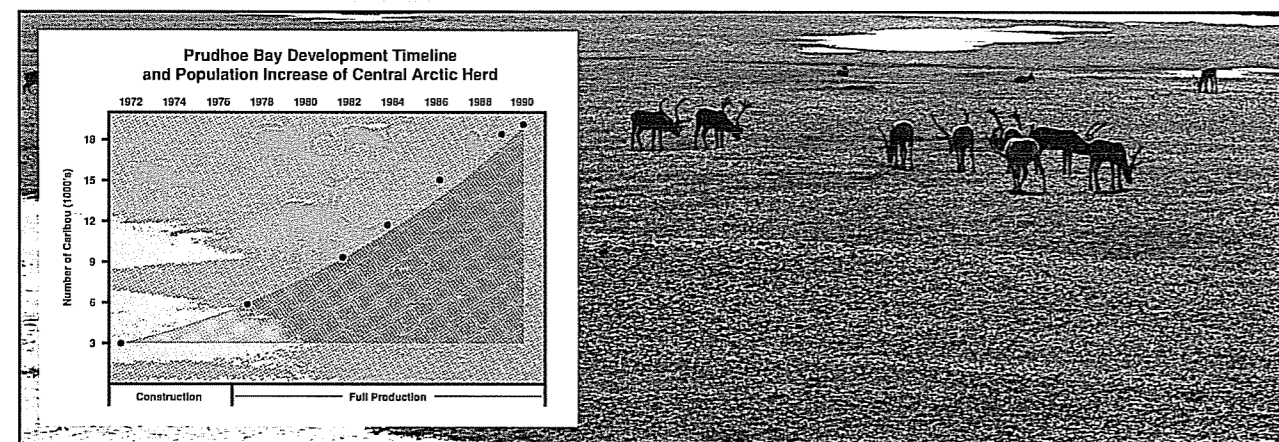 Prudhoe Bay Development Timeline
and Population Increase of Central Arctic Herd
1972 1974 1976 1978 1980 1982 1984 1986 1988 1990
Number of Caribou (1000's)
18
15
12
9
6
3
Construction
Full Production